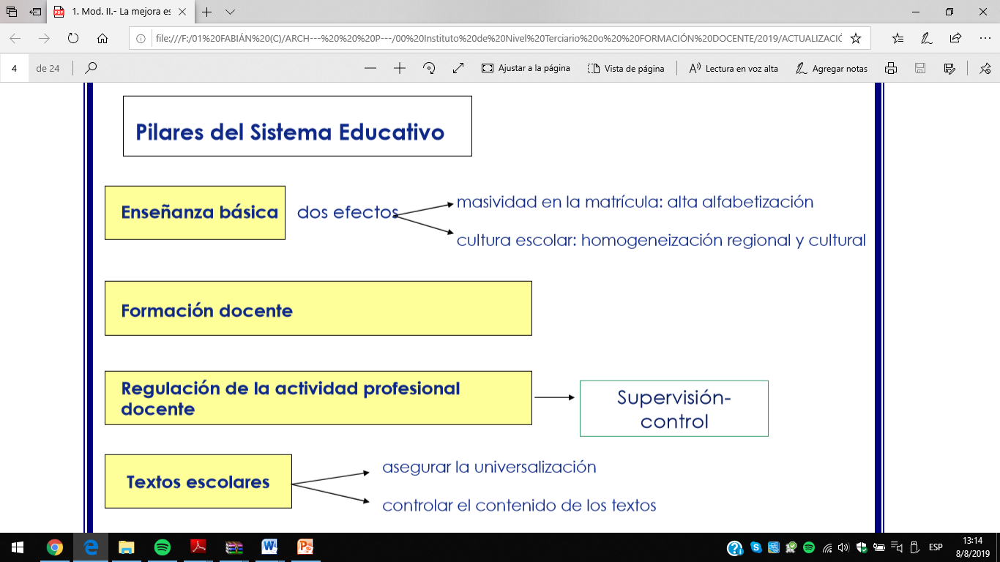 1. Mod. II.- La mejora es
file:///F:/01%20FABIÁN%20(C)/ARCH---%20%20%20P---/00%20Instituto%20de%20Nivel%20Terciario%20o%20%20FORMACIÓN%20DOCENTE/2019/ACTUALIZACIÓ
4 de 24 Ajustar a la página Vista de página Lectura en voz alta Agregar notas
Pilares del Sistema Educativo
Enseñanza básica dos efectos
masividad en la matrícula: alta alfabetización
cultura escolar: homogeneización regional y cultural
Formación docente
Regulación de la actividad profesional
docente
Supervisión-
control
Textos escolares
asegurar la universalización
controlar el contenido de los textos
ESP
13:14
8/8/2019